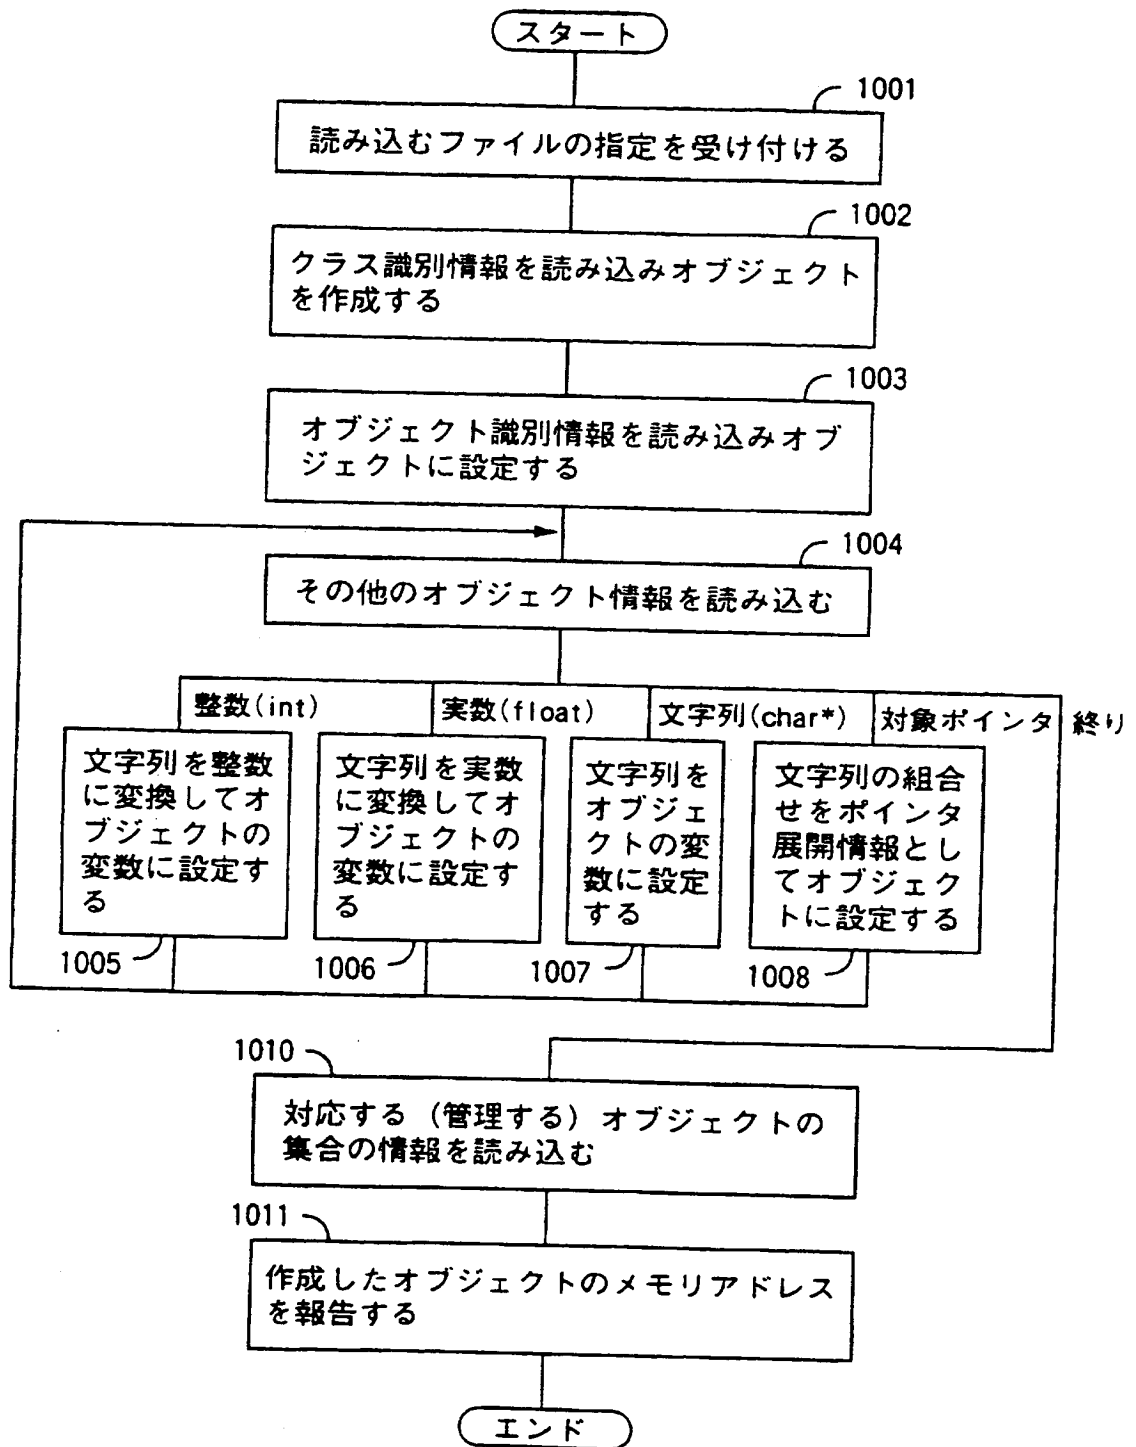 スタート
1001
読み込むファイルの指定を受け付ける
1002
クラス識別情報を読み込みオブジェクト
を作成する
1003
オブジェクト識別情報を読み込みオブ
ジェクトに設定する
1004
その他のオブジェクト情報を読み込む
整数(int)
実数(float)
文字列(char*)
対象ポインタ
終り
文字列を整数
に変換してオ
ブジェクトの
変数に設定す
る
1005
文字列を実数
に変換してオ
ブジェクトの
変数に設定す
る
1006
文字列を
オブジェ
クトの変
数に設定
する
1007
文字列の組合
せをポインタ
展開情報とし
てオブジェク
トに設定する
1008
1010
対応する（管理する）オブジェクトの
集合の情報を読み込む
1011
作成したオブジェクトのメモリアドレス
を報告する
エンド